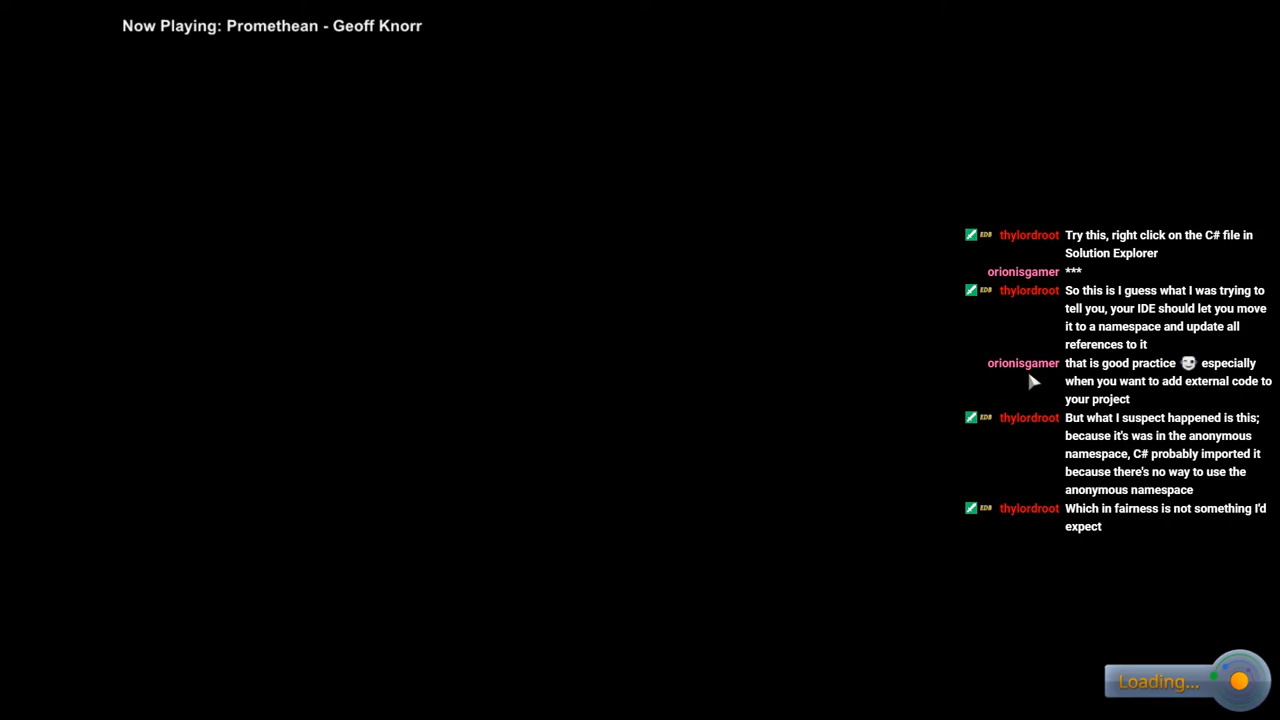 Now Playing: Promethean - Geoff Knorr
EDB thylordroot Try this, right click on the C# file in
Solution Explorer
orionisgamer ***
EDB thylordroot So this is I guess what I was trying to
tell you, your IDE should let you move
it to a namespace and update all
references to it
orionisgamer that is good practice especially
when you want to add external code to
your project
EDB thylordroot But what I suspect happened is this;
because it's was in the anonymous
namespace, C# probably imported it
because there's no way to use the
anonymous namespace
EDB thylordroot Which in fairness is not something I'd
expect
Loading...